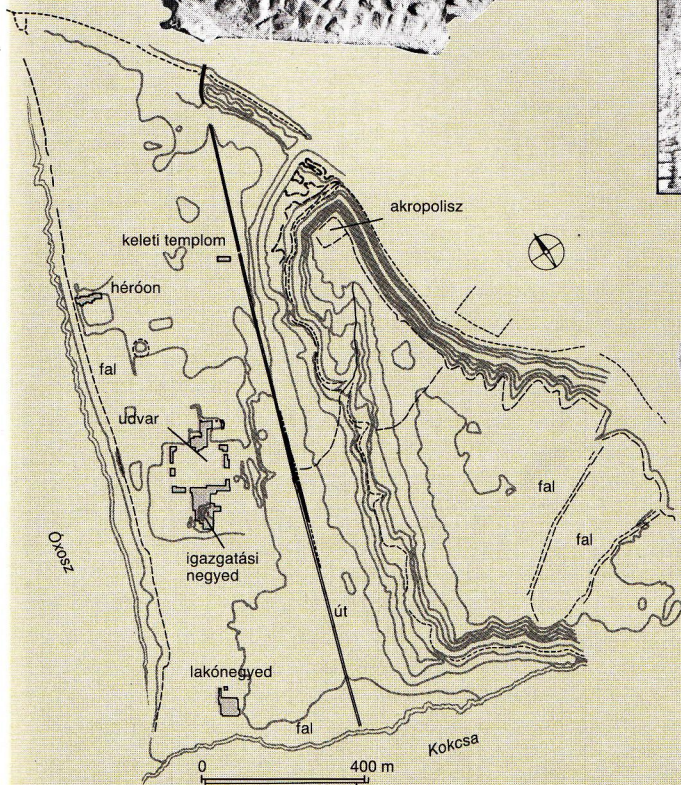 akropolisz
keleti templom
héróon
fal
udvar
fal
fal
Óxosz
igazgatási
negyed
út
lakónegyed
fal
Kokcsa
0 400 m